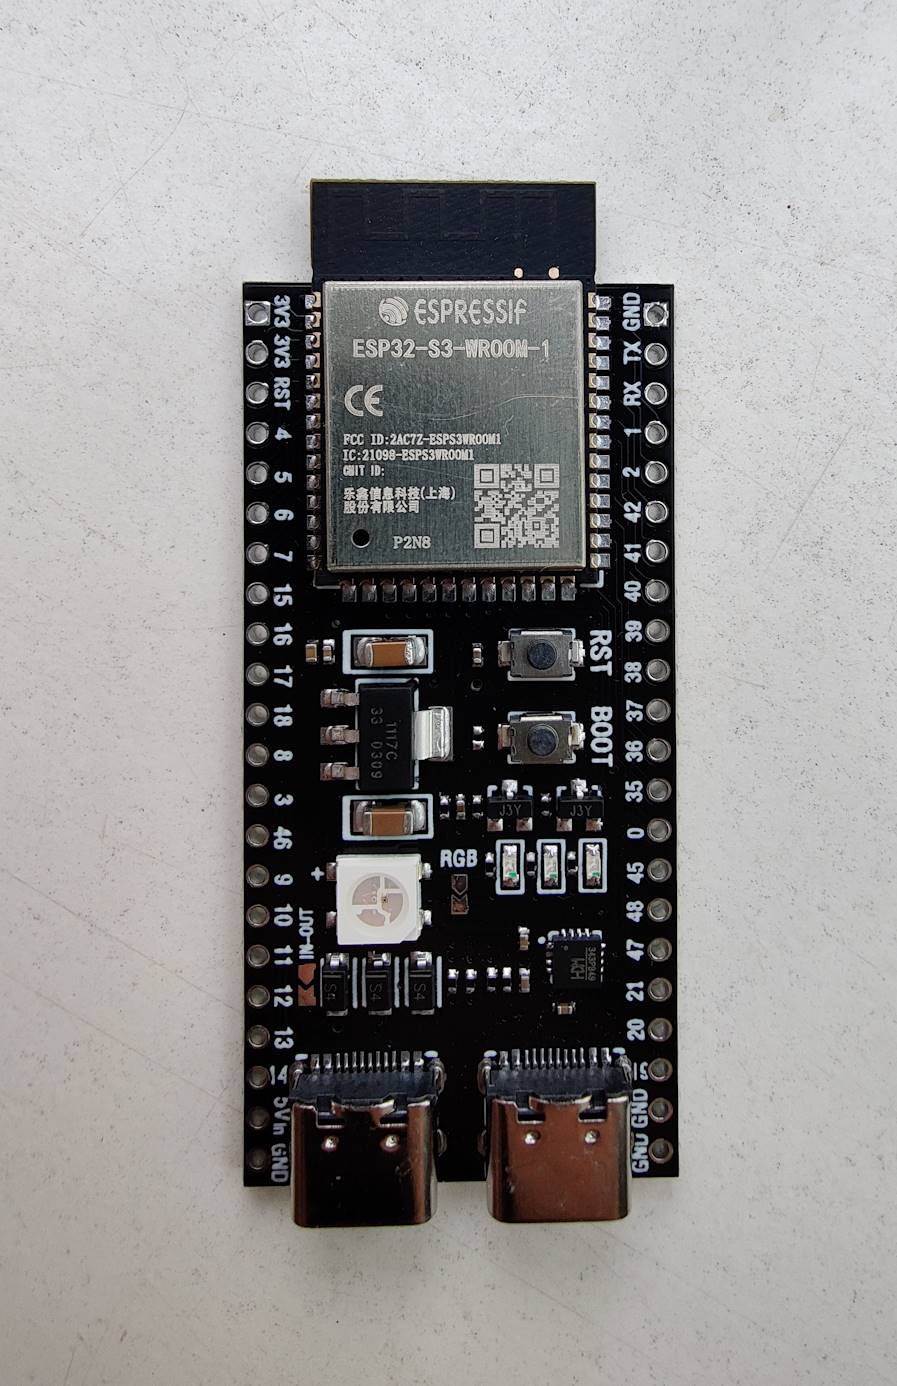 ESPRESSIF
ESP32-S3-WROOM-1
CE
FCC ID:2AC7Z-ESPS3WROOM1
IC:21098-ESPS3WROOM1
CMIIT ID:
乐鑫信息科技(上海)
股份有限公司
P2N8
3V3
3V3
RST
4
5
6
7
15
16
17
18
8
3
46
9
10
11
12
13
14
5Vin
GND
GND
TX
RX
1
2
42
41
40
39
38
37
36
35
0
45
48
47
21
20
GND
GND
RST
BOOT
1117C
33 0309
J3Y
J3Y
RGB
+
IN-OUT
S4
S4
S4
WCH